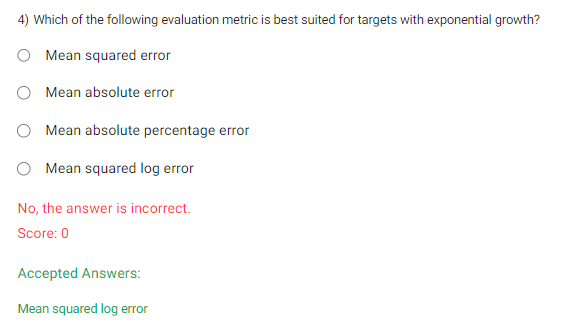 4) Which of the following evaluation metric is best suited for targets with exponential growth?
Mean squared error
Mean absolute error
Mean absolute percentage error
Mean squared log error
No, the answer is incorrect.
Score: 0
Accepted Answers:
Mean squared log error